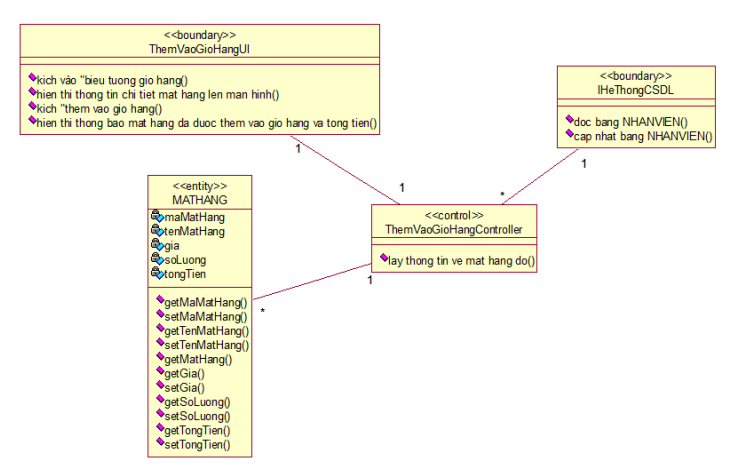 <<boundary>>
ThemVaoGioHangUI
kich vào "bieu tuong gio hang()
hien thi thong tin chi tiet mat hang len man hinh()
kich "them vao gio hang()
hien thi thong bao mat hang da duoc them vao gio hang va tong tien()
<<boundary>>
IHeThongCSDL
doc bang NHANVIEN()
cap nhat bang NHANVIEN()
1
1
1
*
<<entity>>
MATHANG
maMatHang
tenMatHang
gia
soLuong
tongTien
getMaMatHang()
setMaMatHang()
getTenMatHang()
setTenMatHang()
getMatHang()
getGia()
setGia()
getSoLuong()
setSoLuong()
getTongTien()
setTongTien()
<<control>>
ThemVaoGioHangController
lay thong tin ve mat hang do()
1
*